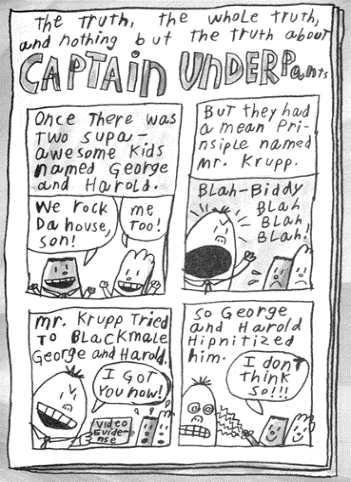 the truth, the whole truth,
and nothing but the truth about
CAPTAIN UNDERPants
Once There was
Two supa-
awesome Kids
named George
and Harold.
We rock
Da house,
son!
me
Too!
BUT They had
a mean Pri-
nsiple named
mr. Krupp.
BLah-Biddy
BLaH
BLaH
BLaH!
mr. Krupp Tried
TO BLaCKmale
George and Harold.
I GoT
You now!
Video
Evide-
nse
So George
and Harold
Hipnitized
him.
I donT
Think
So!!!